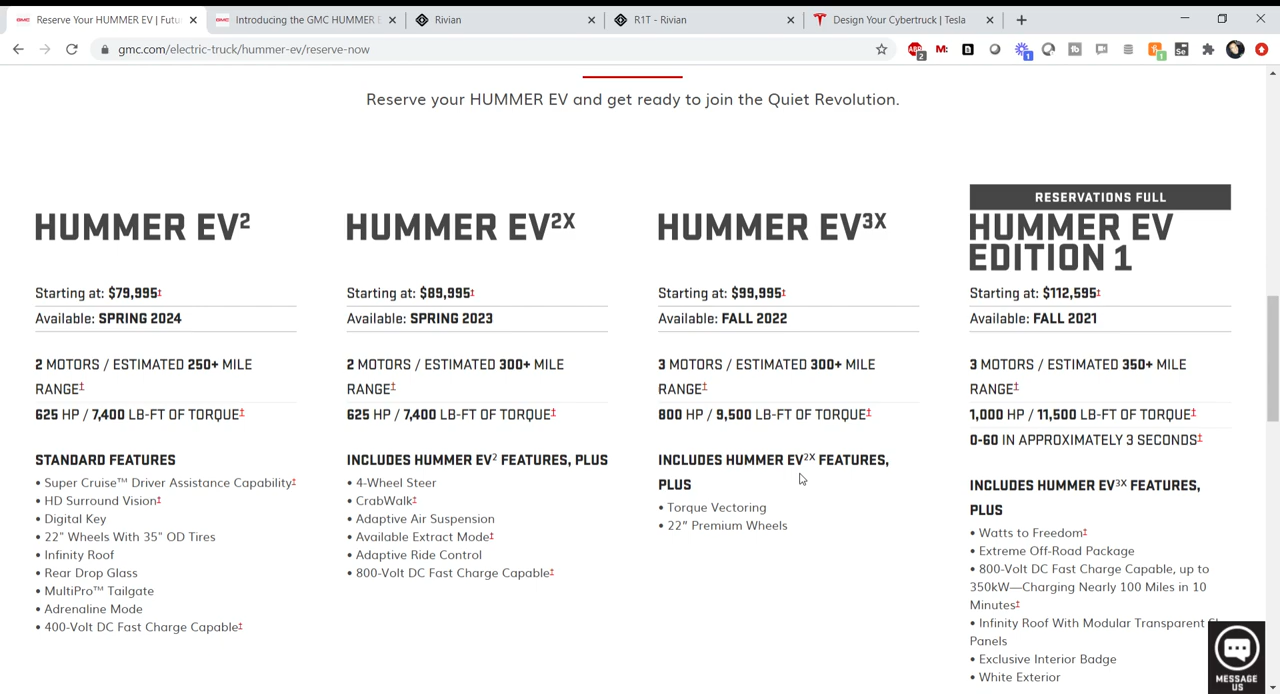 Reserve Your HUMMER EV | Futu
Introducing the GMC HUMMER E
Rivian
R1T - Rivian
Design Your Cybertruck | Tesla
gmc.com/electric-truck/hummer-ev/reserve-now
Reserve your HUMMER EV and get ready to join the Quiet Revolution.
HUMMER EV²
Starting at: $79,995‡
Available: SPRING 2024
2 MOTORS / ESTIMATED 250+ MILE
RANGE‡
625 HP / 7,400 LB-FT OF TORQUE‡
STANDARD FEATURES
• Super Cruise™ Driver Assistance Capability‡
• HD Surround Vision‡
• Digital Key
• 22" Wheels With 35" OD Tires
• Infinity Roof
• Rear Drop Glass
• MultiPro™ Tailgate
• Adrenaline Mode
• 400-Volt DC Fast Charge Capable‡
HUMMER EV2X
Starting at: $89,995‡
Available: SPRING 2023
2 MOTORS / ESTIMATED 300+ MILE
RANGE‡
625 HP / 7,400 LB-FT OF TORQUE‡
INCLUDES HUMMER EV² FEATURES, PLUS
• 4-Wheel Steer
• CrabWalk‡
• Adaptive Air Suspension
• Available Extract Mode‡
• Adaptive Ride Control
• 800-Volt DC Fast Charge Capable‡
HUMMER EV3X
Starting at: $99,995‡
Available: FALL 2022
3 MOTORS / ESTIMATED 300+ MILE
RANGE‡
800 HP / 9,500 LB-FT OF TORQUE‡
INCLUDES HUMMER EV2X FEATURES,
PLUS
• Torque Vectoring
• 22" Premium Wheels
RESERVATIONS FULL
HUMMER EV
EDITION 1
Starting at: $112,595‡
Available: FALL 2021
3 MOTORS / ESTIMATED 350+ MILE
RANGE‡
1,000 HP / 11,500 LB-FT OF TORQUE‡
0-60 IN APPROXIMATELY 3 SECONDS‡
INCLUDES HUMMER EV3X FEATURES,
PLUS
• Watts to Freedom‡
• Extreme Off-Road Package
• 800-Volt DC Fast Charge Capable, up to
350kW—Charging Nearly 100 Miles in 10
Minutes‡
• Infinity Roof With Modular Transparent
Panels
• Exclusive Interior Badge
• White Exterior
MESSAGE
US